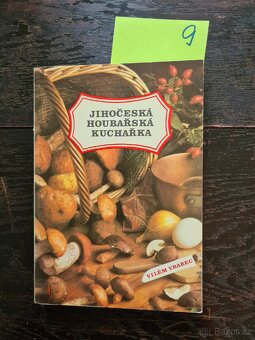 9
JIHOČESKÁ
HOUBAŘSKÁ
KUCHAŘKA
VILÉM VRABEC
Bazos.cz